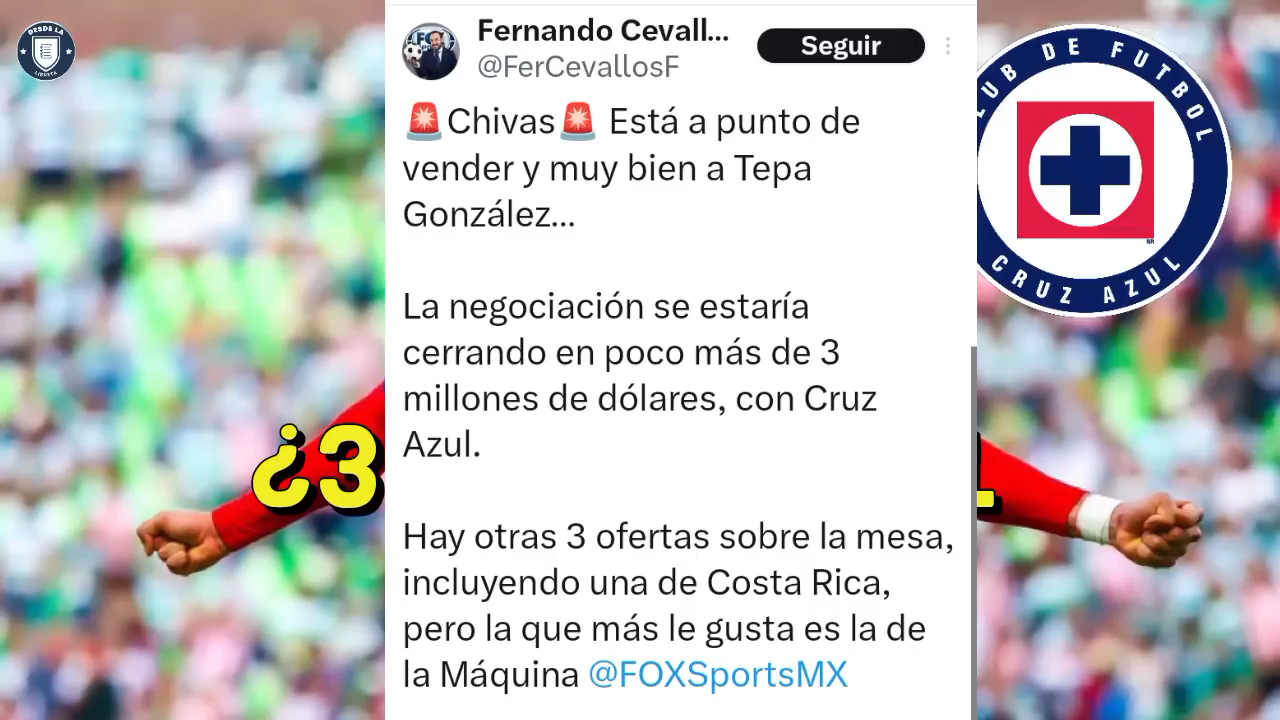 DESDE LA
LIBRETA
Fernando Cevall...
@FerCevallosF
Seguir
🚨Chivas🚨 Está a punto de
vender y muy bien a Tepa
González...
La negociación se estaría
cerrando en poco más de 3
millones de dólares, con Cruz
Azul.
Hay otras 3 ofertas sobre la mesa,
incluyendo una de Costa Rica,
pero la que más le gusta es la de
la Máquina @FOXSportsMX
¿3
DE FUTBOL
CRUZ AZUL